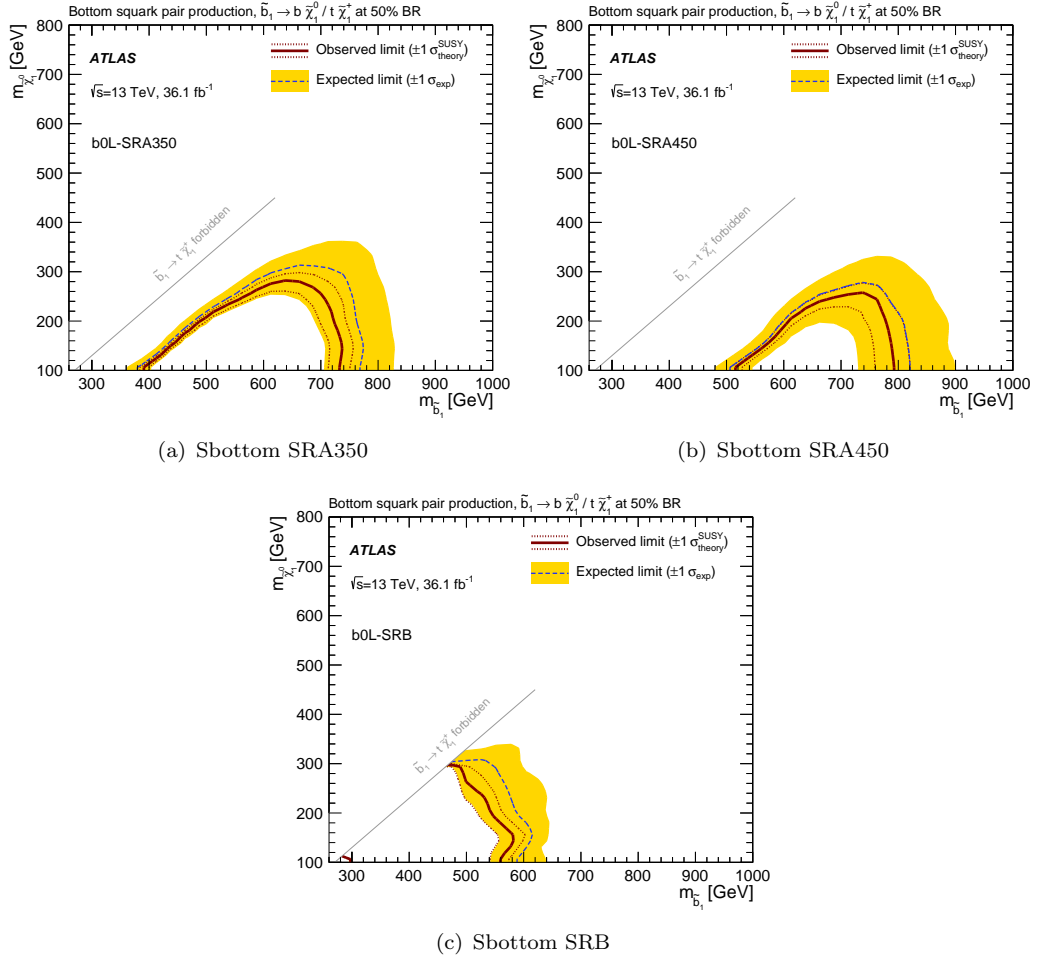 Bottom squark pair production, b̃₁ → b χ̃₁⁰ / t χ̃₁⁺ at 50% BR
m_χ̃₁⁰ [GeV]
800
700
600
500
400
300
200
100
ATLAS
√s=13 TeV, 36.1 fb⁻¹
b0L-SRA350
Observed limit (±1 σ_theory^SUSY)
Expected limit (±1 σ_exp)
b̃₁ → t χ̃₁⁺ forbidden
300 400 500 600 700 800 900 1000
m_b̃₁ [GeV]
(a) Sbottom SRA350
Bottom squark pair production, b̃₁ → b χ̃₁⁰ / t χ̃₁⁺ at 50% BR
m_χ̃₁⁰ [GeV]
800
700
600
500
400
300
200
100
ATLAS
√s=13 TeV, 36.1 fb⁻¹
b0L-SRA450
Observed limit (±1 σ_theory^SUSY)
Expected limit (±1 σ_exp)
b̃₁ → t χ̃₁⁺ forbidden
300 400 500 600 700 800 900 1000
m_b̃₁ [GeV]
(b) Sbottom SRA450
Bottom squark pair production, b̃₁ → b χ̃₁⁰ / t χ̃₁⁺ at 50% BR
m_χ̃₁⁰ [GeV]
800
700
600
500
400
300
200
100
ATLAS
√s=13 TeV, 36.1 fb⁻¹
b0L-SRB
Observed limit (±1 σ_theory^SUSY)
Expected limit (±1 σ_exp)
b̃₁ → t χ̃₁⁺ forbidden
300 400 500 600 700 800 900 1000
m_b̃₁ [GeV]
(c) Sbottom SRB